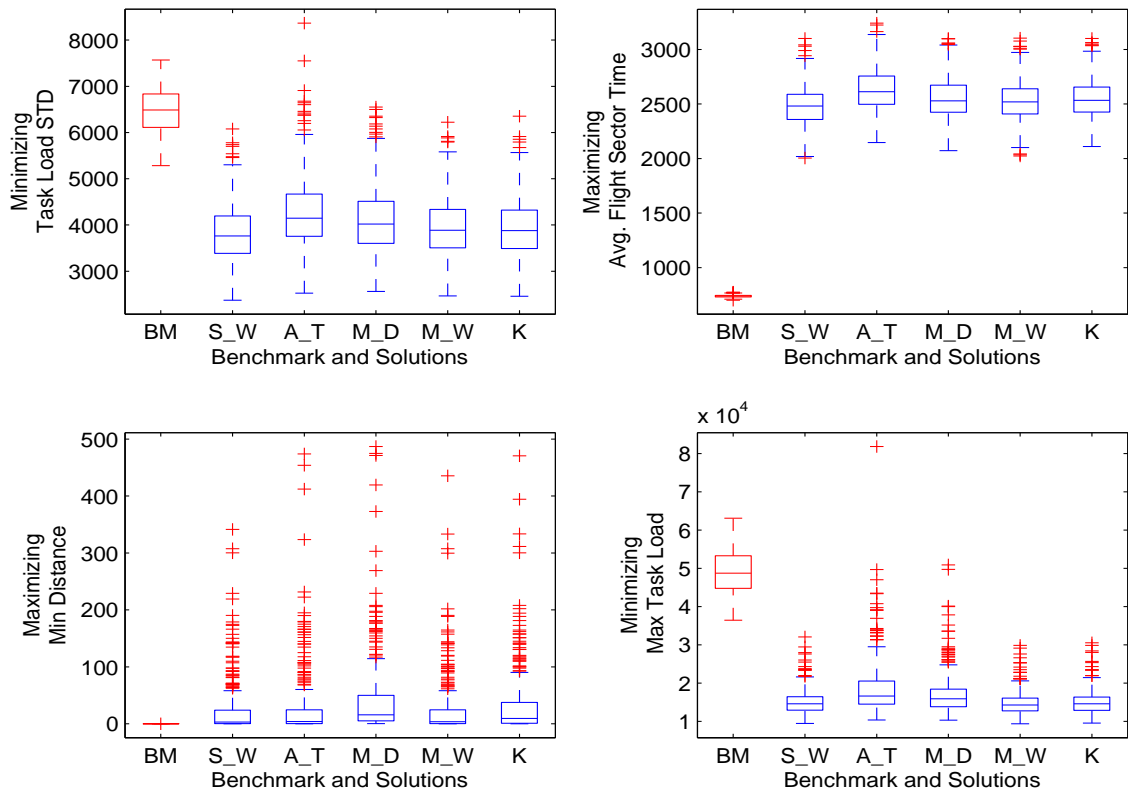 Minimizing
Task Load STD
8000
7000
6000
5000
4000
3000
BM S_W A_T M_D M_W K
Benchmark and Solutions
Maximizing
Avg. Flight Sector Time
3000
2500
2000
1500
1000
BM S_W A_T M_D M_W K
Benchmark and Solutions
Maximizing
Min Distance
500
400
300
200
100
0
BM S_W A_T M_D M_W K
Benchmark and Solutions
x 10^4
Minimizing
Max Task Load
8
7
6
5
4
3
2
1
BM S_W A_T M_D M_W K
Benchmark and Solutions